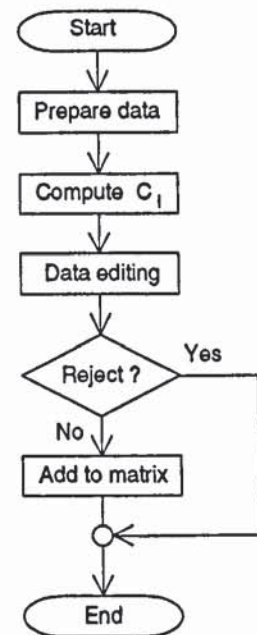 Start
Prepare data
Compute C I
Data editing
Reject ?
Yes
No
Add to matrix
End